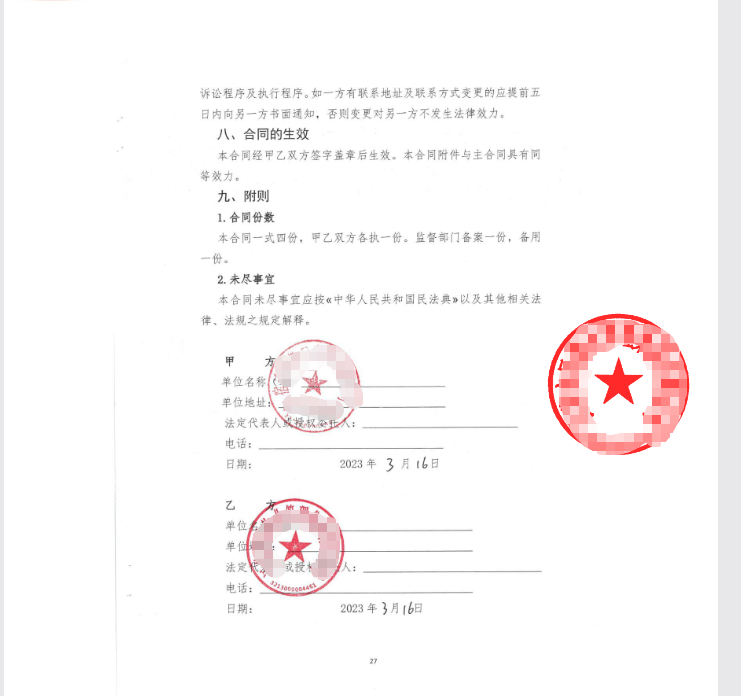 诉讼程序及执行程序。如一方有联系地址及联系方式变更的应提前五
日内向另一方书面通知，否则变更对另一方不发生法律效力。
八、合同的生效
本合同经甲乙双方签字盖章后生效。本合同附件与主合同具有同
等效力。
九、附则
1.合同份数
本合同一式四份，甲乙双方各执一份。监督部门备案一份，备用
一份。
2.未尽事宜
本合同未尽事宜应按«中华人民共和国民法典»以及其他相关法
律、法规之规定解释。
甲 方
单位名称
单位地址:
法定代表人或授权委托人:
电话:
日期: 2023 年 3 月 16日
乙 方
单位
单位
法定 或授 人:
电话:
日期: 2023 年 3 月 16日
27